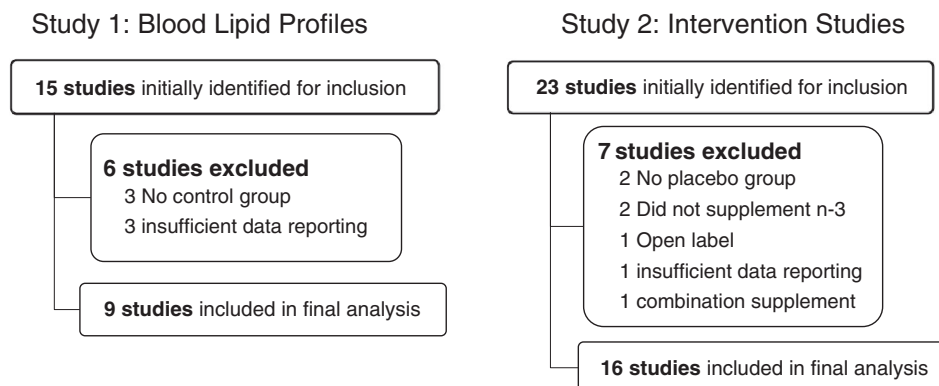 Study 1: Blood Lipid Profiles
15 studies initially identified for inclusion
6 studies excluded
3 No control group
3 insufficient data reporting
9 studies included in final analysis
Study 2: Intervention Studies
23 studies initially identified for inclusion
7 studies excluded
2 No placebo group
2 Did not supplement n-3
1 Open label
1 insufficient data reporting
1 combination supplement
16 studies included in final analysis